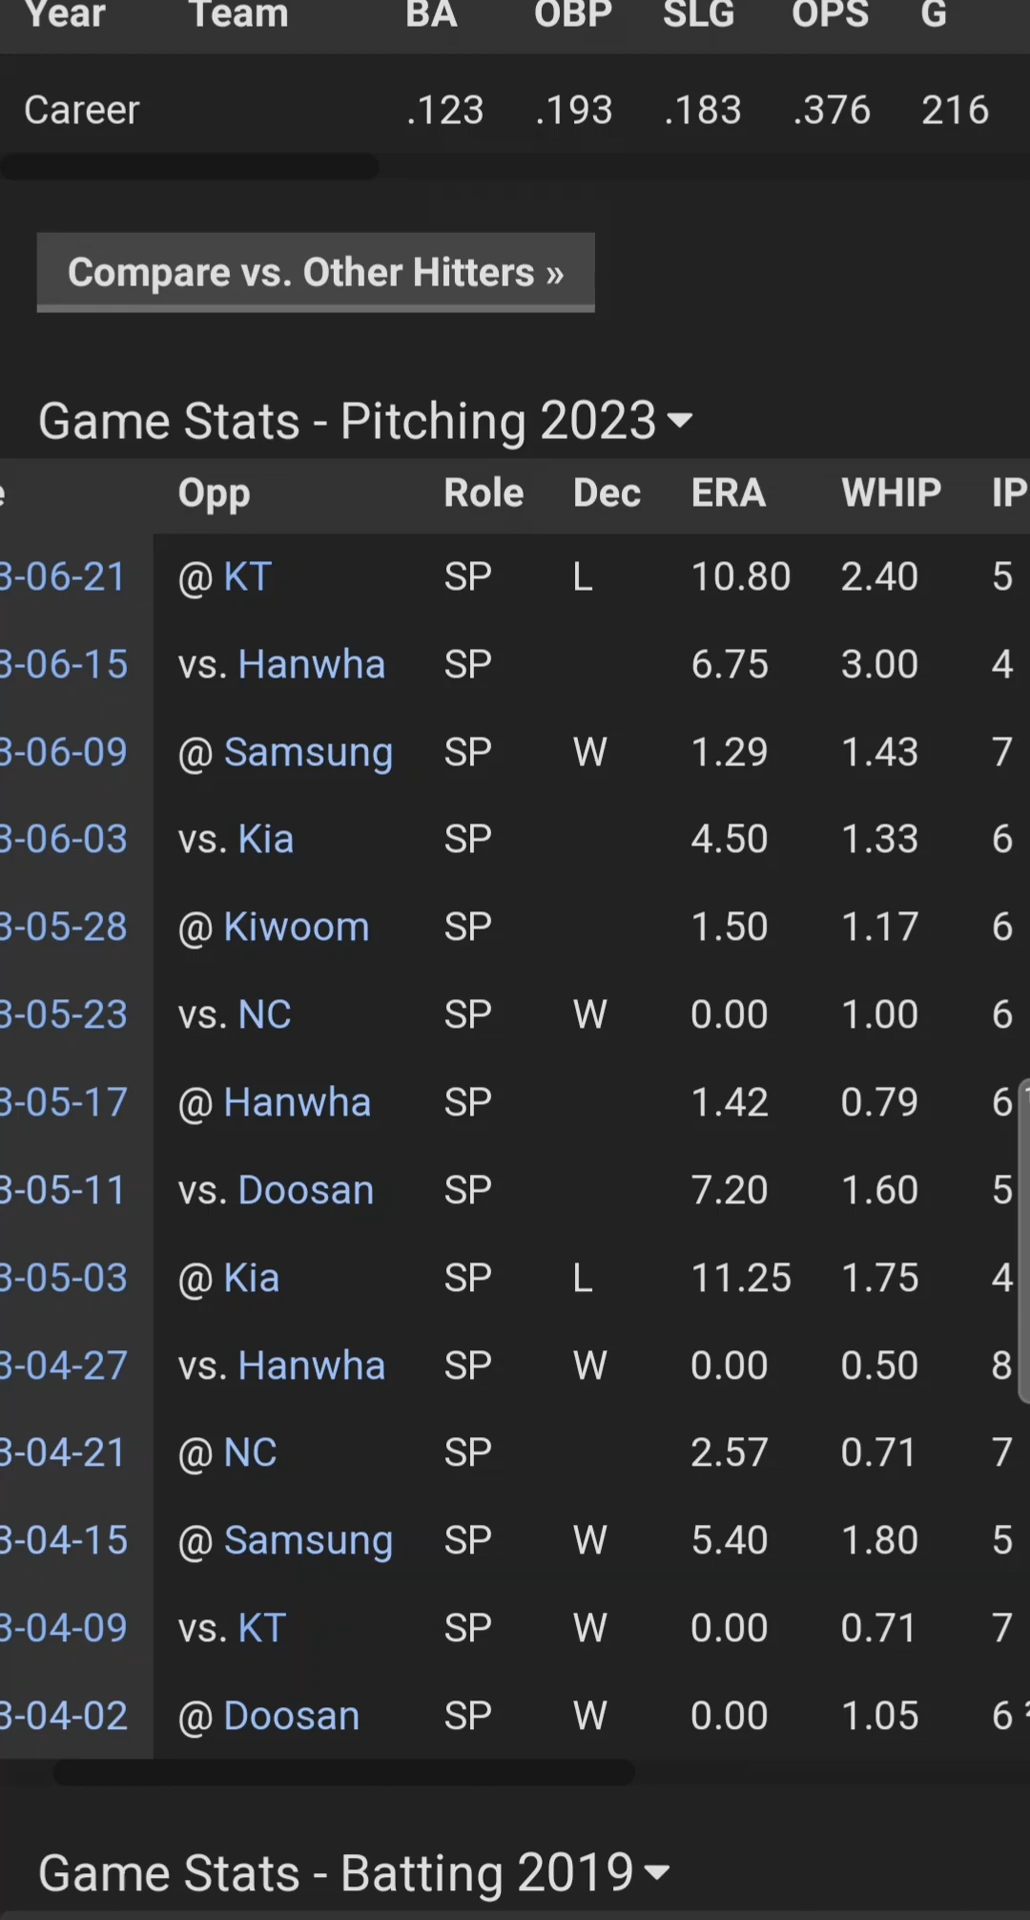 Year Team BA OBP SLG OPS G
Career .123 .193 .183 .376 216
Compare vs. Other Hitters »
Game Stats - Pitching 2023
Opp Role Dec ERA WHIP IP
3-06-21 @ KT SP L 10.80 2.40 5
3-06-15 vs. Hanwha SP 6.75 3.00 4
3-06-09 @ Samsung SP W 1.29 1.43 7
3-06-03 vs. Kia SP 4.50 1.33 6
3-05-28 @ Kiwoom SP 1.50 1.17 6
3-05-23 vs. NC SP W 0.00 1.00 6
3-05-17 @ Hanwha SP 1.42 0.79 6
3-05-11 vs. Doosan SP 7.20 1.60 5
3-05-03 @ Kia SP L 11.25 1.75 4
3-04-27 vs. Hanwha SP W 0.00 0.50 8
3-04-21 @ NC SP 2.57 0.71 7
3-04-15 @ Samsung SP W 5.40 1.80 5
3-04-09 vs. KT SP W 0.00 0.71 7
3-04-02 @ Doosan SP W 0.00 1.05 6
Game Stats - Batting 2019